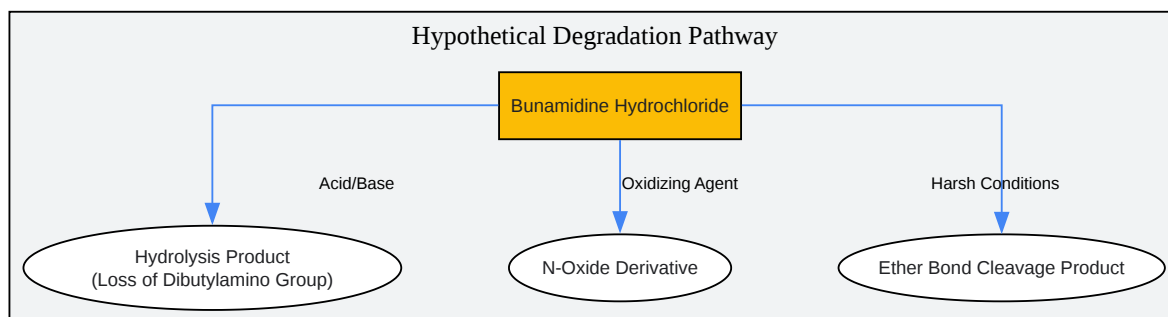 Hypothetical Degradation Pathway
Bunamidine Hydrochloride
Acid/Base
Oxidizing Agent
Harsh Conditions
Hydrolysis Product
(Loss of Dibutylamino Group)
N-Oxide Derivative
Ether Bond Cleavage Product